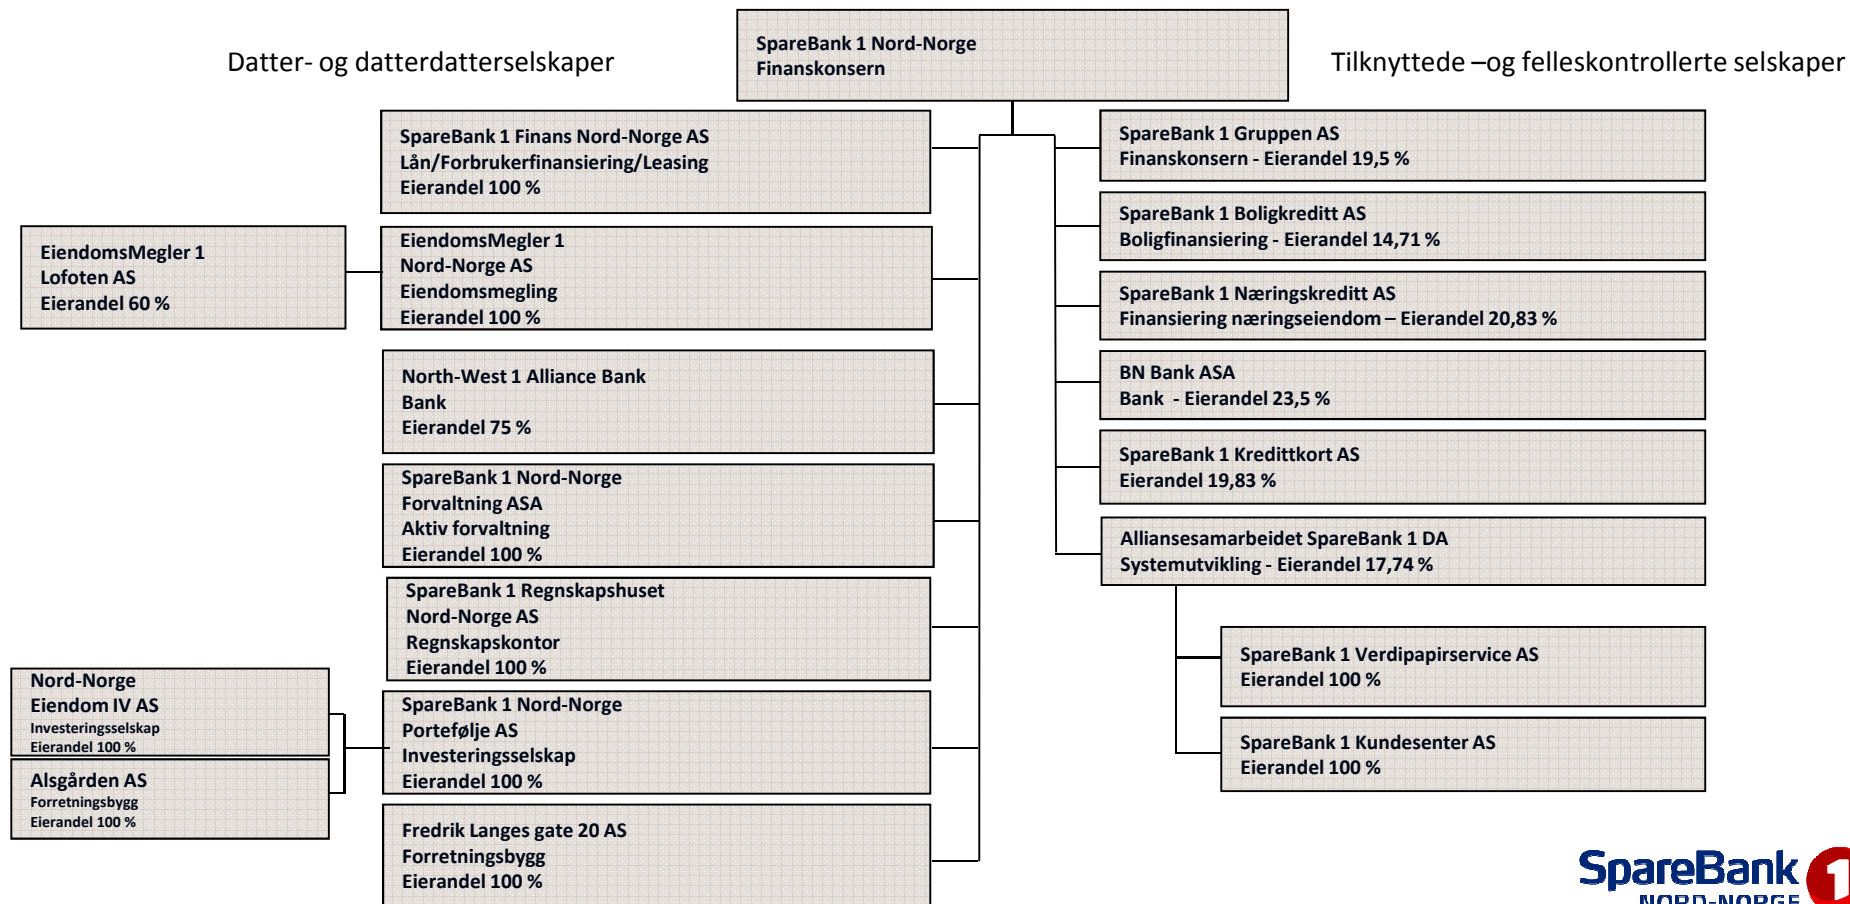 SpareBank 1 Nord-Norge
Finanskonsern
Datter- og datterdatterselskaper
Tilknyttede –og felleskontrollerte selskaper
SpareBank 1 Finans Nord-Norge AS
Lån/Forbrukerfinansiering/Leasing
Eierandel 100 %
EiendomsMegler 1
Lofoten AS
Eierandel 60 %
EiendomsMegler 1
Nord-Norge AS
Eiendomsmegling
Eierandel 100 %
North-West 1 Alliance Bank
Bank
Eierandel 75 %
SpareBank 1 Nord-Norge
Forvaltning ASA
Aktiv forvaltning
Eierandel 100 %
SpareBank 1 Regnskapshuset
Nord-Norge AS
Regnskapskontor
Eierandel 100 %
Nord-Norge
Eiendom IV AS
Investeringsselskap
Eierandel 100 %
Alsgården AS
Forretningsbygg
Eierandel 100 %
SpareBank 1 Nord-Norge
Portefølje AS
Investeringsselskap
Eierandel 100 %
Fredrik Langes gate 20 AS
Forretningsbygg
Eierandel 100 %
SpareBank 1 Gruppen AS
Finanskonsern - Eierandel 19,5 %
SpareBank 1 Boligkreditt AS
Boligfinansiering - Eierandel 14,71 %
SpareBank 1 Næringskreditt AS
Finansiering næringseiendom – Eierandel 20,83 %
BN Bank ASA
Bank - Eierandel 23,5 %
SpareBank 1 Kredittkort AS
Eierandel 19,83 %
Alliansesamarbeidet SpareBank 1 DA
Systemutvikling - Eierandel 17,74 %
SpareBank 1 Verdipapirservice AS
Eierandel 100 %
SpareBank 1 Kundesenter AS
Eierandel 100 %
SpareBank 1
NORD-NORGE